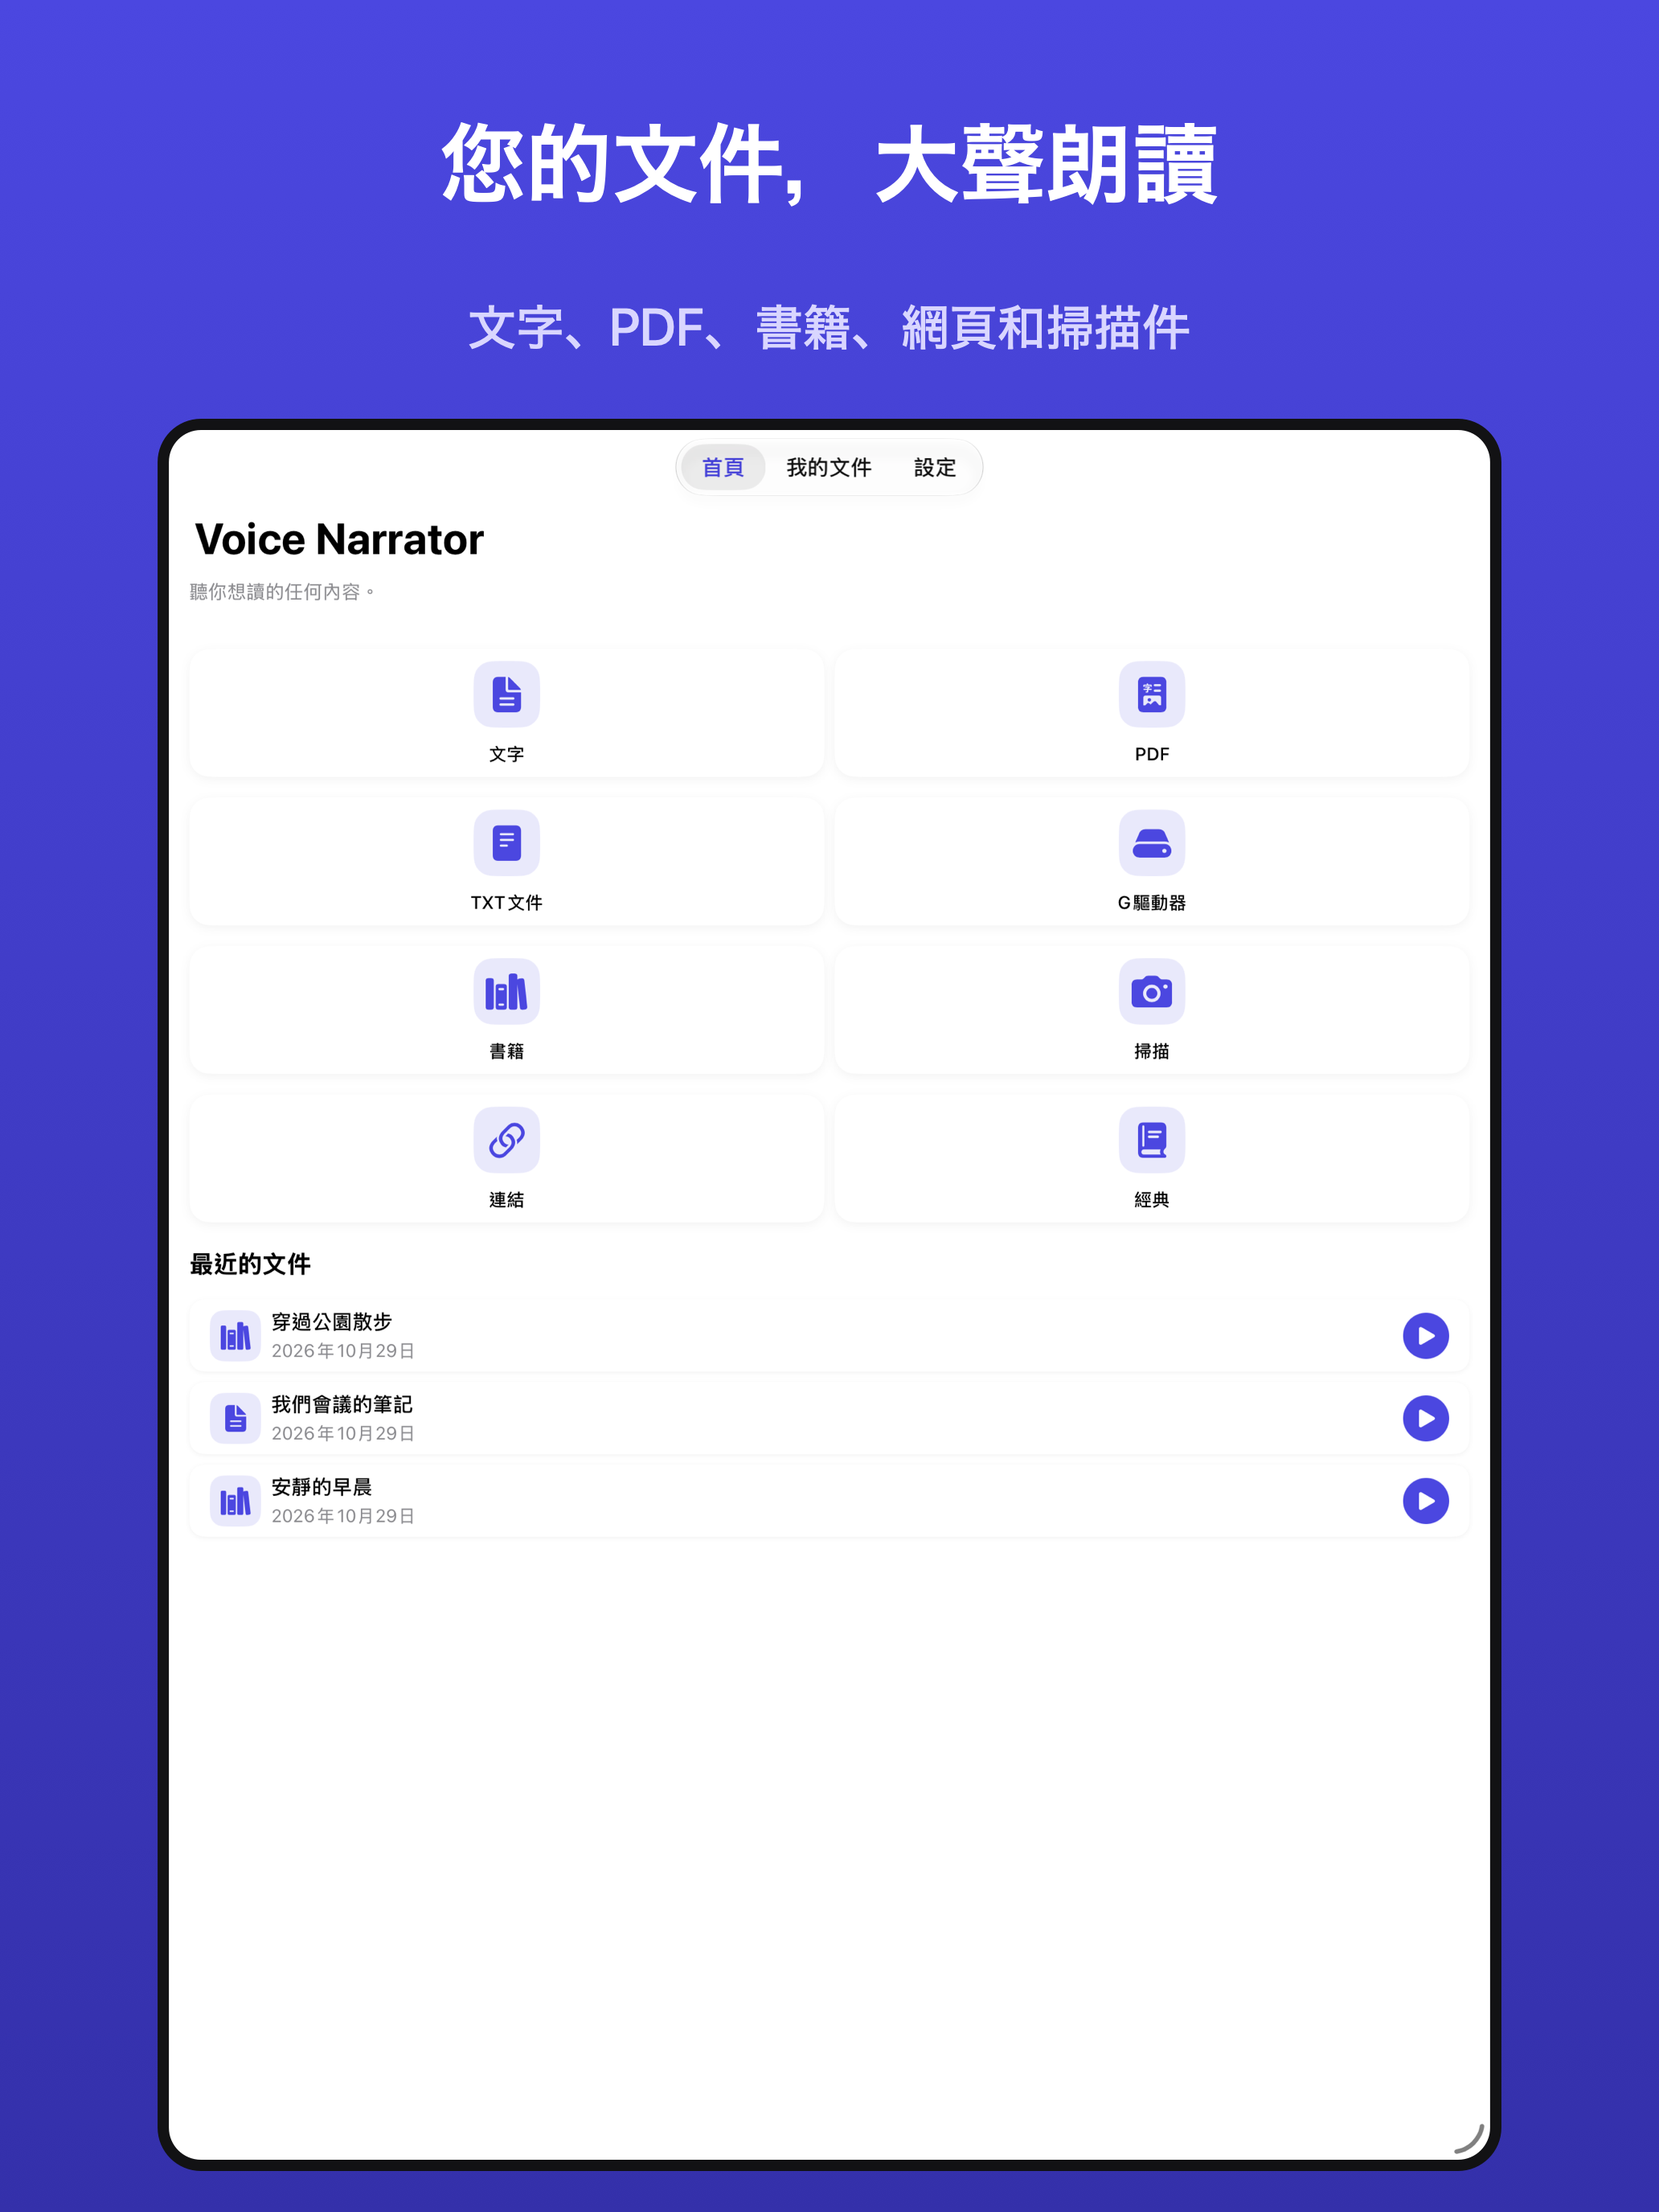 您的文件，大聲朗讀
文字、PDF、書籍、網頁和掃描件
首頁 我的文件 設定
Voice Narrator
聽你想讀的任何內容。
文字 PDF
TXT文件 G驅動器
書籍 掃描
連結 經典
最近的文件
穿過公園散步
2026年10月29日
我們會議的筆記
2026年10月29日
安靜的早晨
2026年10月29日